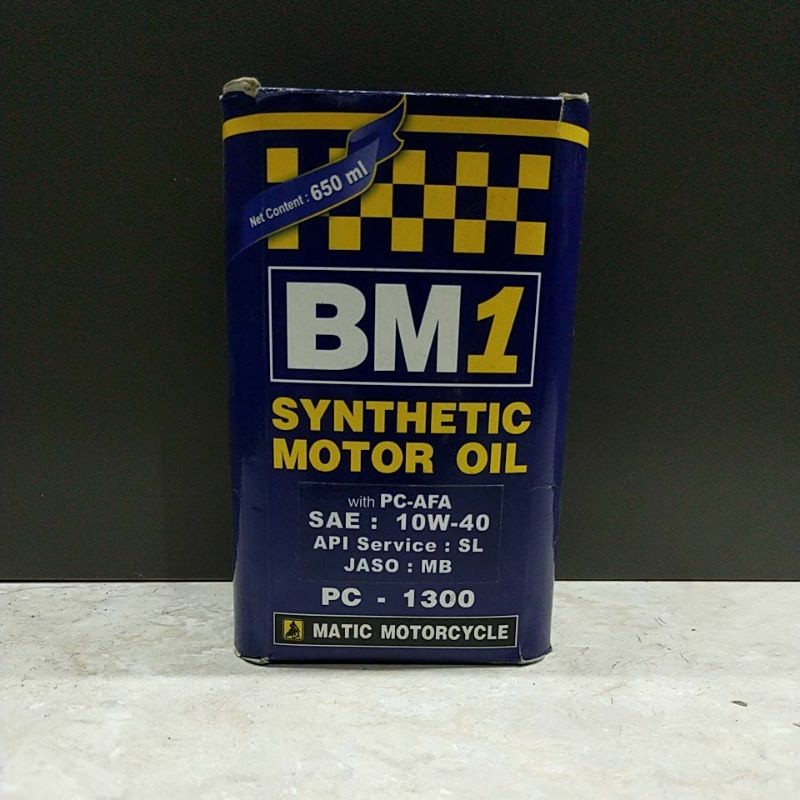 Net Content : 650 ml
BM1
SYNTHETIC
MOTOR OIL
with PC-AFA
SAE : 10W-40
API Service : SL
JASO : MB
PC - 1300
MATIC MOTORCYCLE